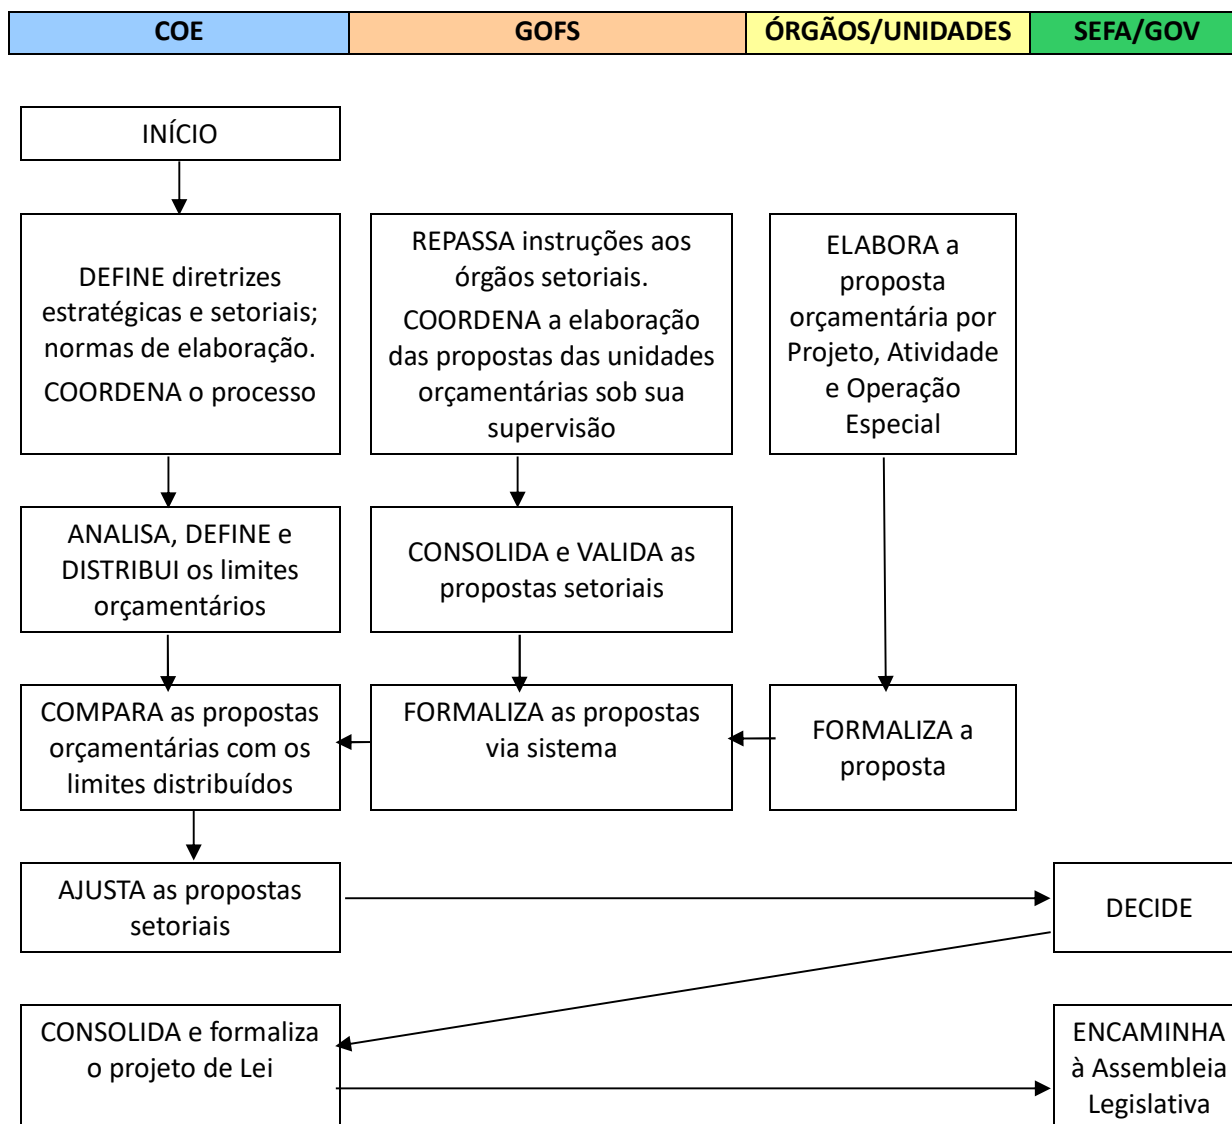 COE
GOFS
ÓRGÃOS/UNIDADES
SEFA/GOV
INÍCIO
DEFINE diretrizes
estratégicas e setoriais;
normas de elaboração.
COORDENA o processo
REPASSA instruções aos
órgãos setoriais.
COORDENA a elaboração
das propostas das unidades
orçamentárias sob sua
supervisão
ELABORA a
proposta
orçamentária por
Projeto, Atividade
e Operação
Especial
ANALISA, DEFINE e
DISTRIBUI os limites
orçamentários
CONSOLIDA e VALIDA as
propostas setoriais
COMPARA as propostas
orçamentárias com os
limites distribuídos
FORMALIZA as propostas
via sistema
FORMALIZA a
proposta
AJUSTA as propostas
setoriais
DECIDE
CONSOLIDA e formaliza
o projeto de Lei
ENCAMINHA
à Assembleia
Legislativa